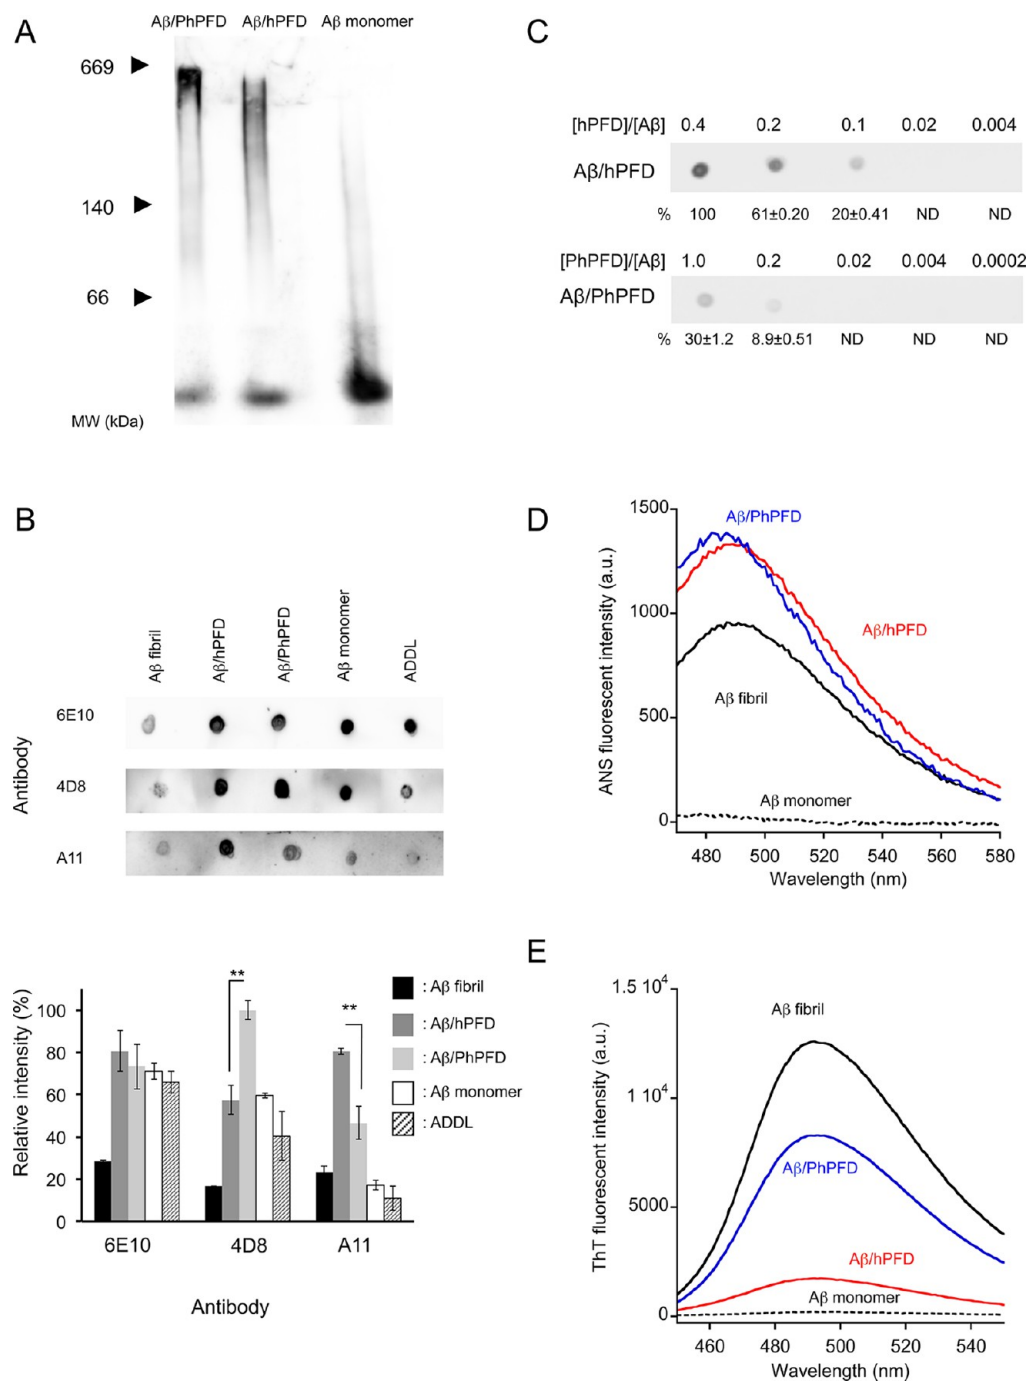 A
Aβ/PhPFD Aβ/hPFD Aβ monomer
669
140
66
MW (kDa)
B
Aβ fibril Aβ/hPFD Aβ/PhPFD Aβ monomer ADDL
Antibody
6E10
4D8
A11
Relative intensity (%)
100
80
60
40
20
0
** **
: Aβ fibril
: Aβ/hPFD
: Aβ/PhPFD
: Aβ monomer
: ADDL
6E10 4D8 A11
Antibody
C
[hPFD]/[Aβ] 0.4 0.2 0.1 0.02 0.004
Aβ/hPFD
% 100 61±0.20 20±0.41 ND ND
[PhPFD]/[Aβ] 1.0 0.2 0.02 0.004 0.0002
Aβ/PhPFD
% 30±1.2 8.9±0.51 ND ND ND
D
ANS fluorescent intensity (a.u.)
1500
1000
500
0
Aβ/PhPFD
Aβ/hPFD
Aβ fibril
Aβ monomer
480 500 520 540 560 580
Wavelength (nm)
E
ThT fluorescent intensity (a.u.)
1.5 10⁴
1 10⁴
5000
0
Aβ fibril
Aβ/PhPFD
Aβ/hPFD
Aβ monomer
460 480 500 520 540
Wavelength (nm)